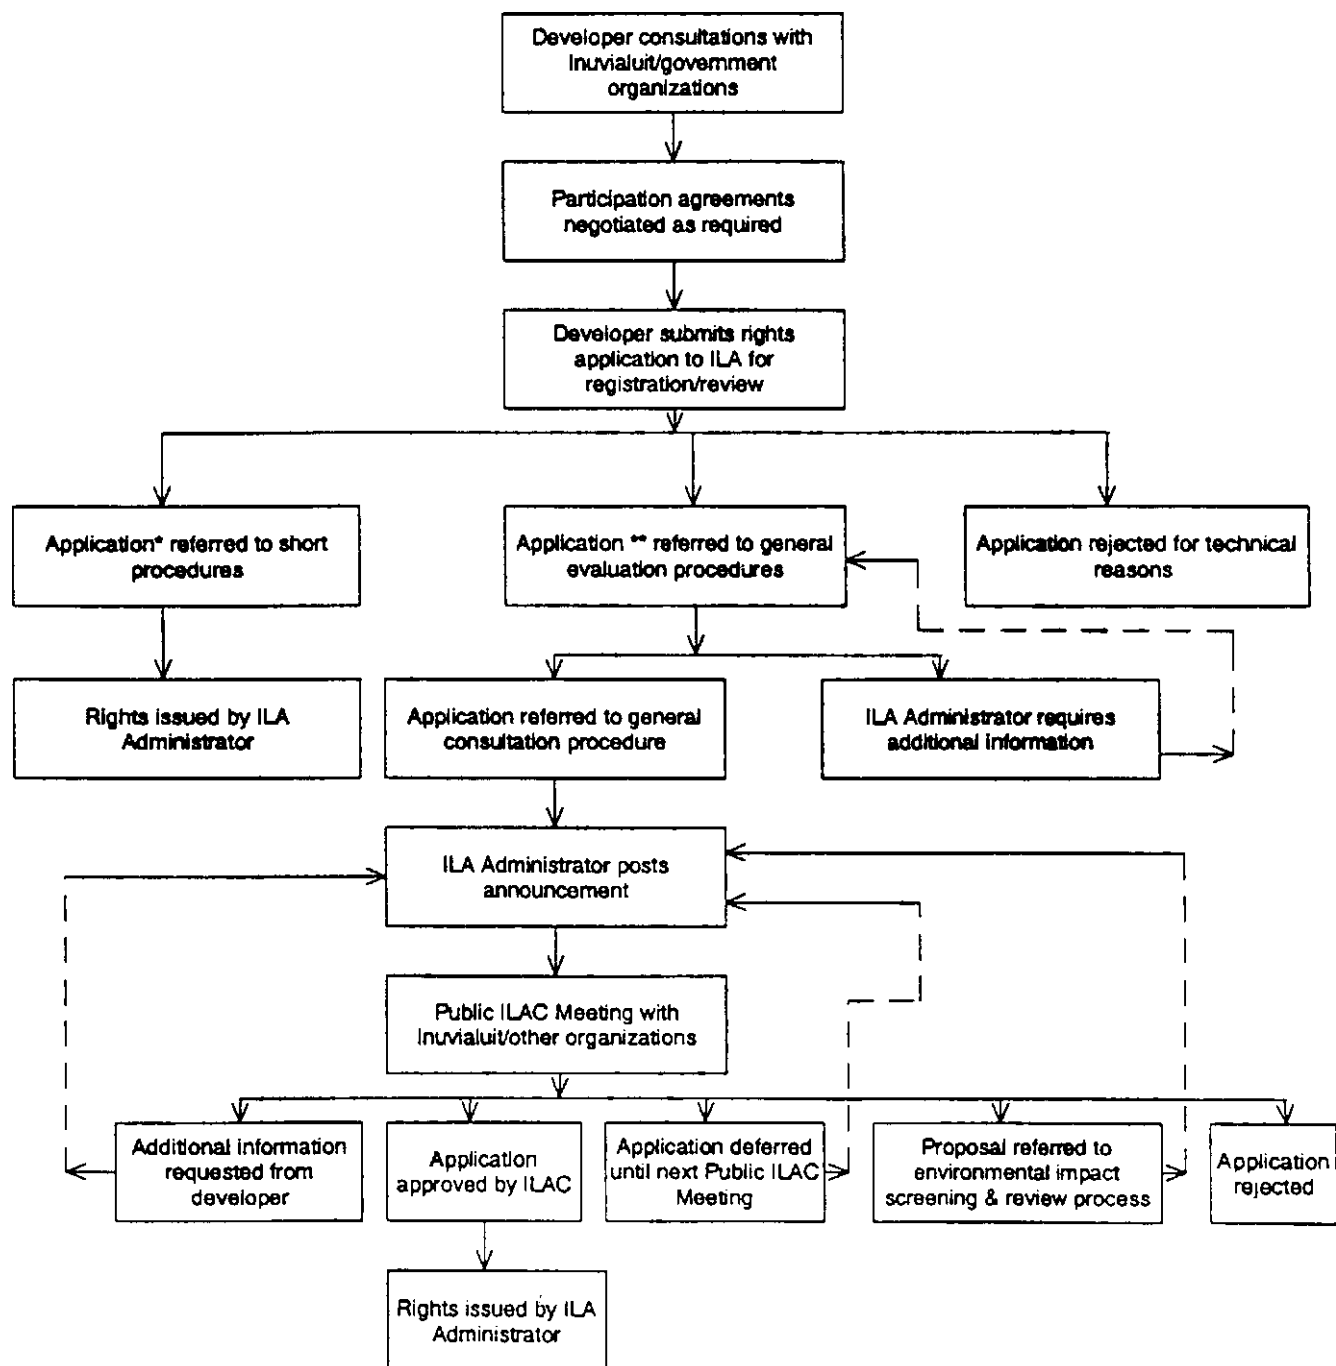 Developer consultations with
Inuvialuit/government
organizations
Participation agreements
negotiated as required
Developer submits rights
application to ILA for
registration/review
Application* referred to short
procedures
Application ** referred to general
evaluation procedures
Application rejected for technical
reasons
Rights issued by ILA
Administrator
Application referred to general
consultation procedure
ILA Administrator requires
additional information
ILA Administrator posts
announcement
Public ILAC Meeting with
Inuvialuit/other organizations
Additional information
requested from
developer
Application
approved by ILAC
Application deferred
until next Public ILAC
Meeting
Proposal referred to
environmental impact
screening & review process
Application
rejected
Rights issued by ILA
Administrator